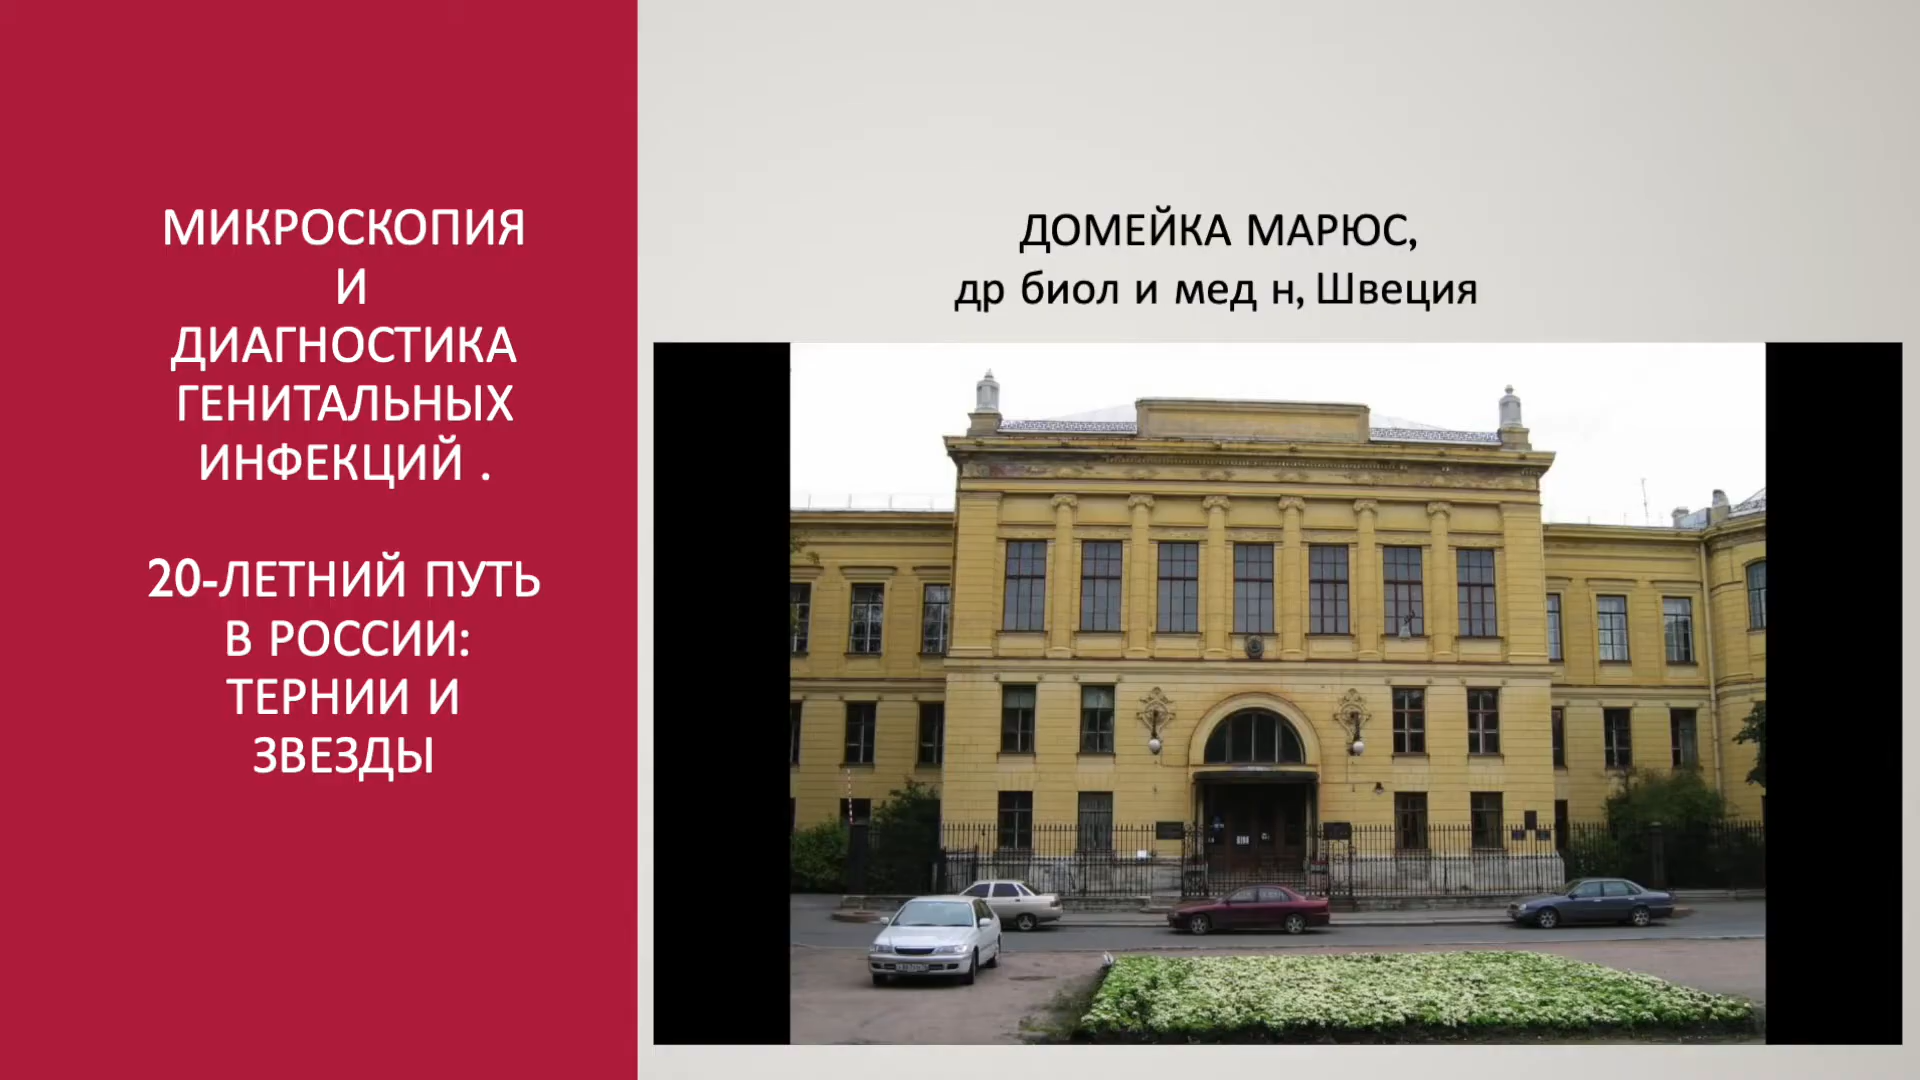 МИКРОСКОПИЯ
И
ДИАГНОСТИКА
ГЕНИТАЛЬНЫХ
ИНФЕКЦИЙ .
20-ЛЕТНИЙ ПУТЬ
В РОССИИ:
ТЕРНИИ И
ЗВЕЗДЫ
ДОМЕЙКА МАРЮС,
др биол и мед н, Швеция